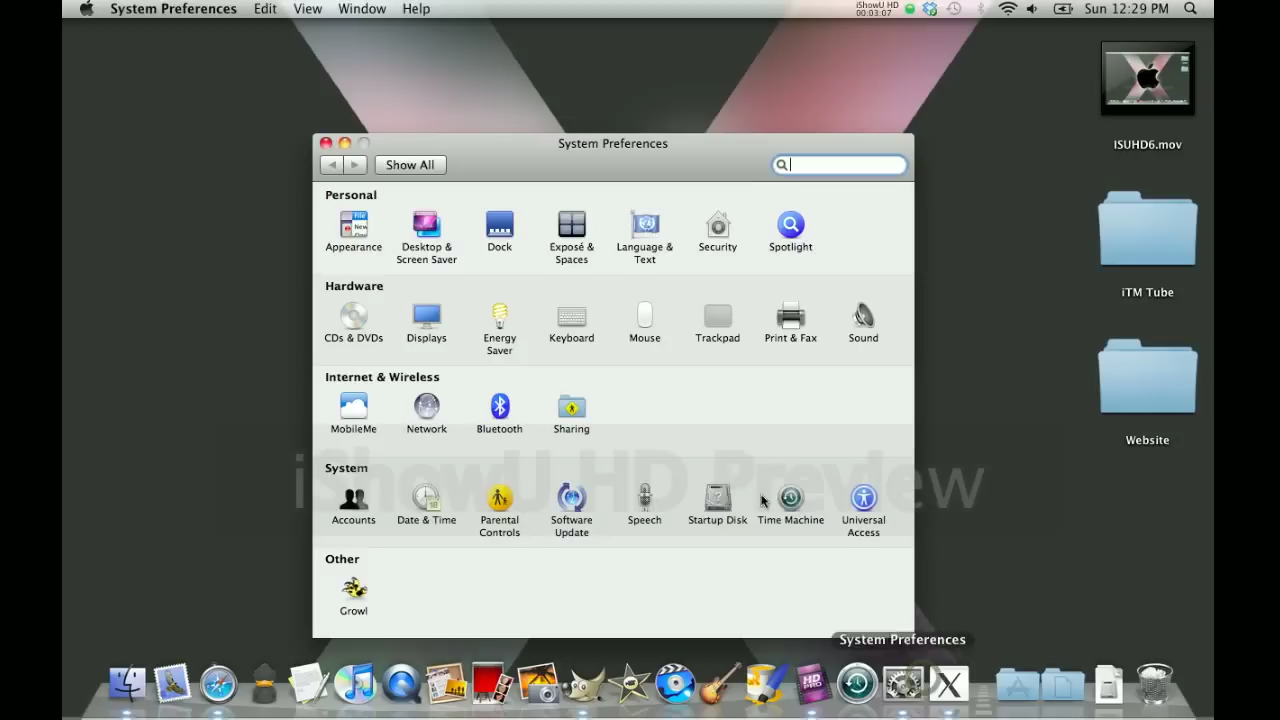 System Preferences Edit View Window Help
iShowU HD
00:03:07
Sun 12:29 PM
System Preferences
Show All
Personal
Appearance
Desktop &
Screen Saver
Dock
Exposé &
Spaces
Language &
Text
Security
Spotlight
Hardware
CDs & DVDs
Displays
Energy
Saver
Keyboard
Mouse
Trackpad
Print & Fax
Sound
Internet & Wireless
MobileMe
Network
Bluetooth
Sharing
System
Accounts
Date & Time
Parental
Controls
Software
Update
Speech
Startup Disk
Time Machine
Universal
Access
Other
Growl
iShowU HD Preview
ISUHD6.mov
iTM Tube
Website
System Preferences
HD
PRO
X